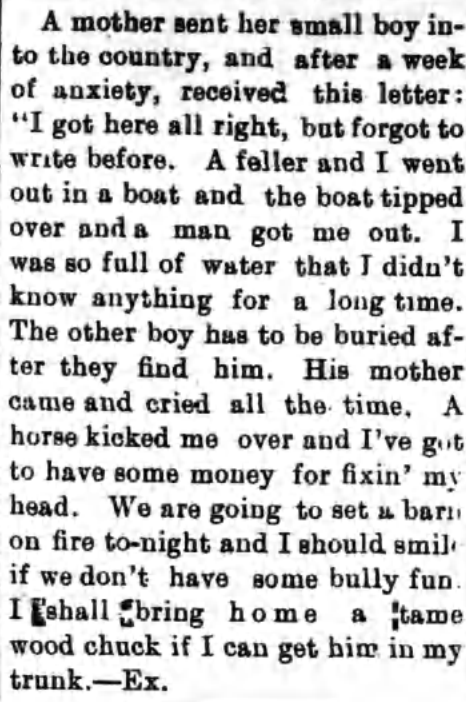 A mother sent her small boy in-
to the country, and after a week
of anxiety, received this letter:
"I got here all right, but forgot to
write before. A feller and I went
out in a boat and the boat tipped
over and a man got me out. I
was so full of water that I didn't
know anything for a long time.
The other boy has to be buried af-
ter they find him. His mother
came and cried all the time. A
horse kicked me over and I've got
to have some money for fixin' my
head. We are going to set a barn
on fire to-night and I should smile
if we don't have some bully fun.
I shall bring home a tame
wood chuck if I can get him in my
trunk.—Ex.